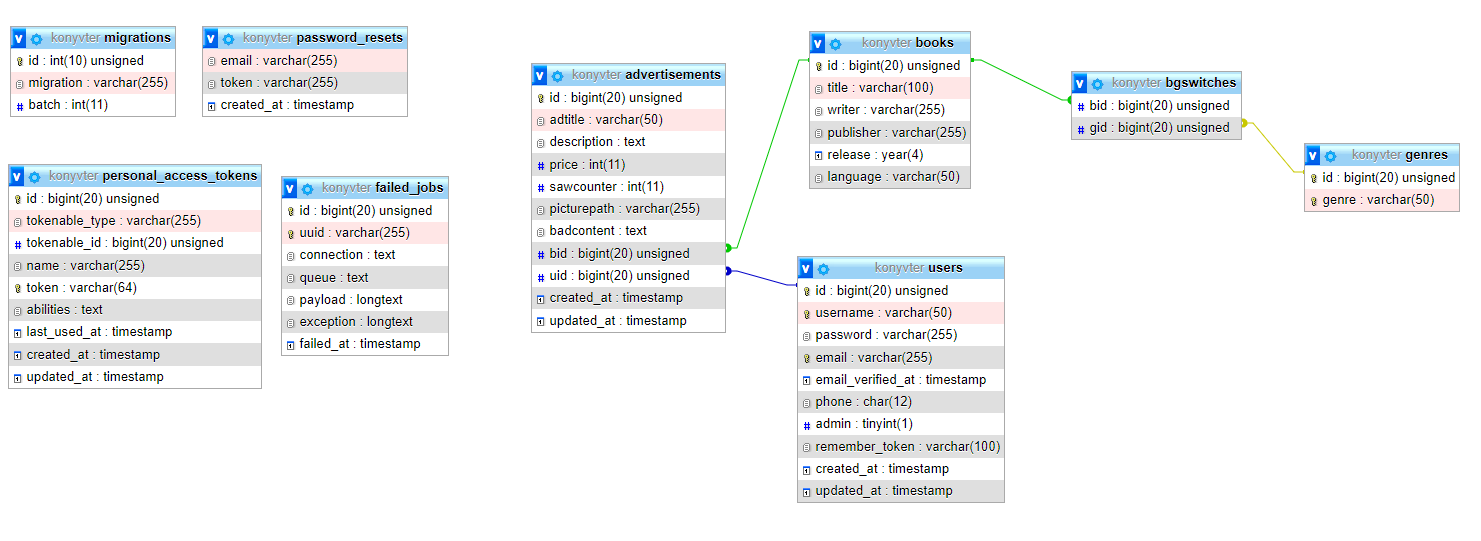 konyvter migrations
id : int(10) unsigned
migration : varchar(255)
batch : int(11)
konyvter password_resets
email : varchar(255)
token : varchar(255)
created_at : timestamp
konyvter personal_access_tokens
id : bigint(20) unsigned
tokenable_type : varchar(255)
tokenable_id : bigint(20) unsigned
name : varchar(255)
token : varchar(64)
abilities : text
last_used_at : timestamp
created_at : timestamp
updated_at : timestamp
konyvter failed_jobs
id : bigint(20) unsigned
uuid : varchar(255)
connection : text
queue : text
payload : longtext
exception : longtext
failed_at : timestamp
konyvter advertisements
id : bigint(20) unsigned
adtitle : varchar(50)
description : text
price : int(11)
sawcounter : int(11)
picturepath : varchar(255)
badcontent : text
bid : bigint(20) unsigned
uid : bigint(20) unsigned
created_at : timestamp
updated_at : timestamp
konyvter books
id : bigint(20) unsigned
title : varchar(100)
writer : varchar(255)
publisher : varchar(255)
release : year(4)
language : varchar(50)
konyvter users
id : bigint(20) unsigned
username : varchar(50)
password : varchar(255)
email : varchar(255)
email_verified_at : timestamp
phone : char(12)
admin : tinyint(1)
remember_token : varchar(100)
created_at : timestamp
updated_at : timestamp
konyvter bgswitches
bid : bigint(20) unsigned
gid : bigint(20) unsigned
konyvter genres
id : bigint(20) unsigned
genre : varchar(50)